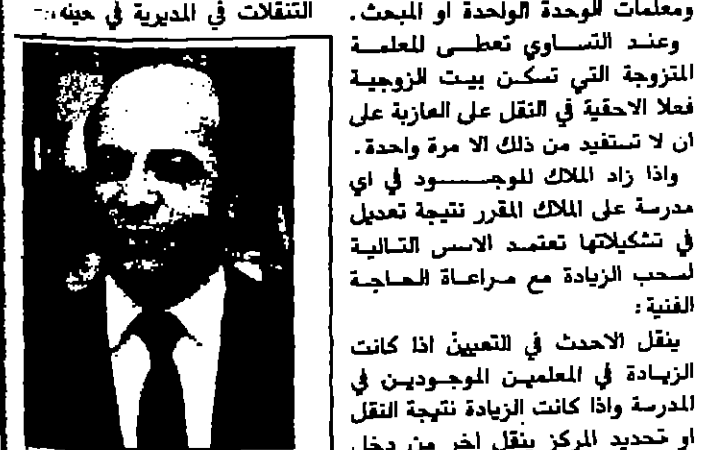 ومعلمات الوحدة الواحدة او المبحث.
وعند التساوي تعطى للمعلمة
المتزوجة التي تسكن بيت الزوجية
فعلا الاحقية في النقل على العازبة على
ان لا تستفيد من ذلك الا مرة واحدة.
واذا زاد الملاك الموجود في اي
مدرسة على الملاك المقرر نتيجة تعديل
في تشكيلاتها تعتمد الاسس التالية
لسحب الزيادة مع مراعاة الحاجة
الفنية:
ينقل الاحدث في التعيين اذا كانت
الزيادة في المعلمين الموجودين في
المدرسة واذا كانت الزيادة نتيجة النقل
او تحديد المركز ينقل اخر من دخل
التنقلات في المديرية في حينه.